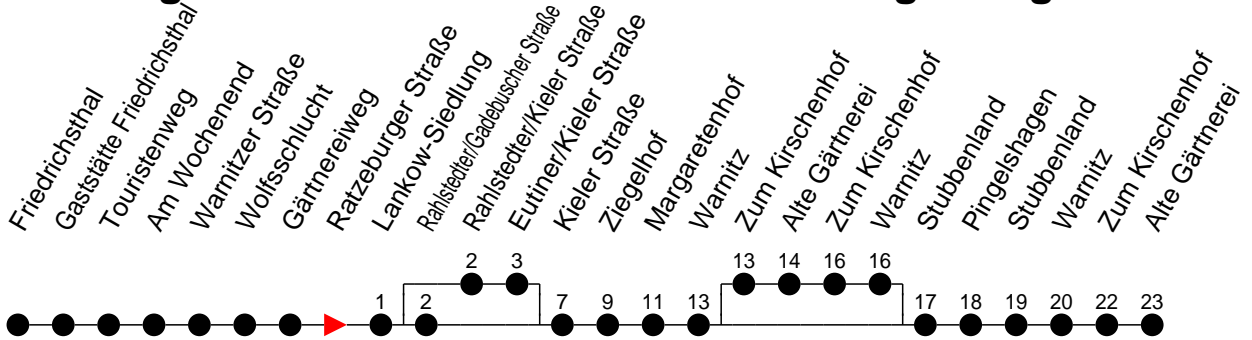 Friedrichsthal
Gaststätte Friedrichsthal
Touristenweg
Am Wochenend
Warnitzer Straße
Wolfsschlucht
Gärtnereiweg
Ratzeburger Straße
Lankow-Siedlung
Rahlstedter/Gadebuscher Straße
Rahlstedter/Kieler Straße
Eutiner/Kieler Straße
Kieler Straße
Ziegelhof
Margaretenhof
Warnitz
Zum Kirschenhof
Alte Gärtnerei
Zum Kirschenhof
Warnitz
Stubbenland
Pingelshagen
Stubbenland
Warnitz
Zum Kirschenhof
Alte Gärtnerei
2 3 13 14 16 16
1 2 7 9 11 13 17 18 19 20 22 23